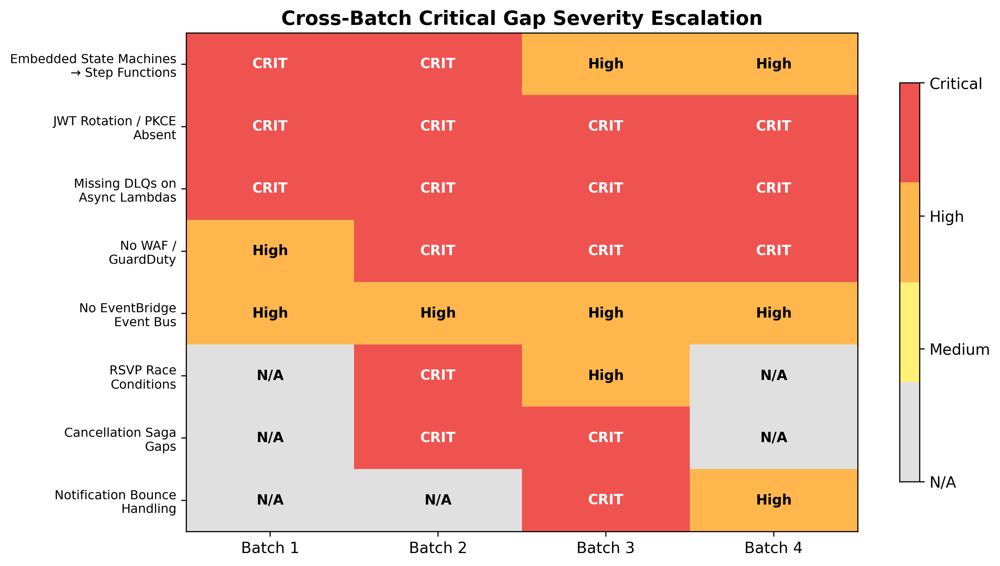 Cross-Batch Critical Gap Severity Escalation
Embedded State Machines
→ Step Functions
CRIT CRIT High High
JWT Rotation / PKCE
Absent
CRIT CRIT CRIT CRIT
Missing DLQs on
Async Lambdas
CRIT CRIT CRIT CRIT
No WAF /
GuardDuty
High CRIT CRIT CRIT
No EventBridge
Event Bus
High High High High
RSVP Race
Conditions
N/A CRIT High N/A
Cancellation Saga
Gaps
N/A CRIT CRIT N/A
Notification Bounce
Handling
N/A N/A CRIT High
Batch 1 Batch 2 Batch 3 Batch 4
Critical
High
Medium
N/A